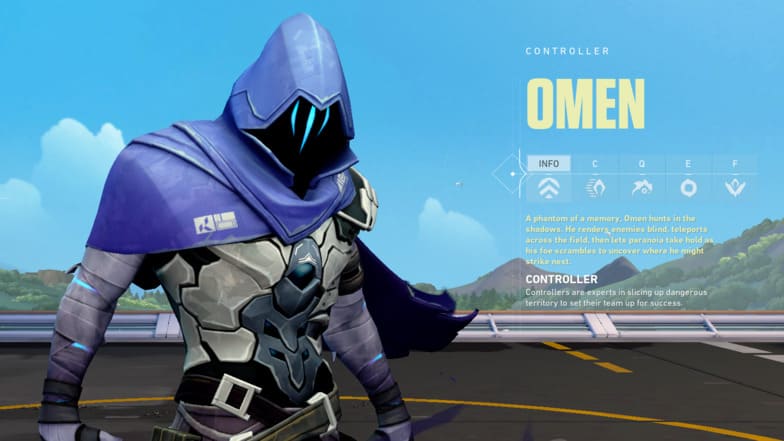 CONTROLLER
OMEN
INFO C Q E F
A phantom of a memory, Omen hunts in the
shadows. He renders enemies blind, teleports
across the field, then lets paranoia take hold as
his foe scrambles to uncover where he might
strike next.
CONTROLLER
Controllers are experts in slicing up dangerous
territory to set their team up for success.